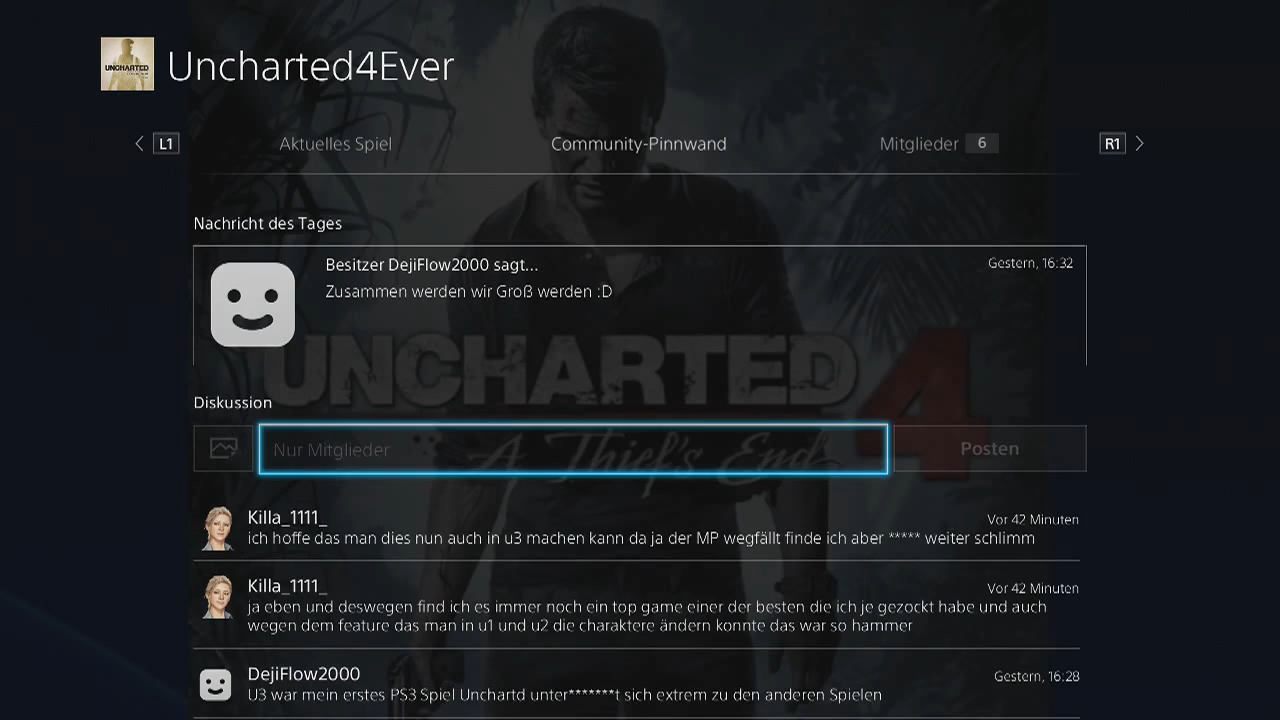 UNCHARTED
Uncharted4Ever
L1
Aktuelles Spiel
Community-Pinnwand
Mitglieder 6
R1
Nachricht des Tages
Besitzer DejiFlow2000 sagt...
Gestern, 16:32
Zusammen werden wir Groß werden :D
UNCHARTED 4
A Thief's End
Diskussion
Nur Mitglieder
Posten
Killa_1111_
Vor 42 Minuten
ich hoffe das man dies nun auch in u3 machen kann da ja der MP wegfällt finde ich aber ***** weiter schlimm
Killa_1111_
Vor 42 Minuten
ja eben und deswegen find ich es immer noch ein top game einer der besten die ich je gezockt habe und auch
wegen dem feature das man in u1 und u2 die charaktere ändern konnte das war so hammer
DejiFlow2000
Gestern, 16:28
U3 war mein erstes PS3 Spiel Unchartd unter*******t sich extrem zu den anderen Spielen